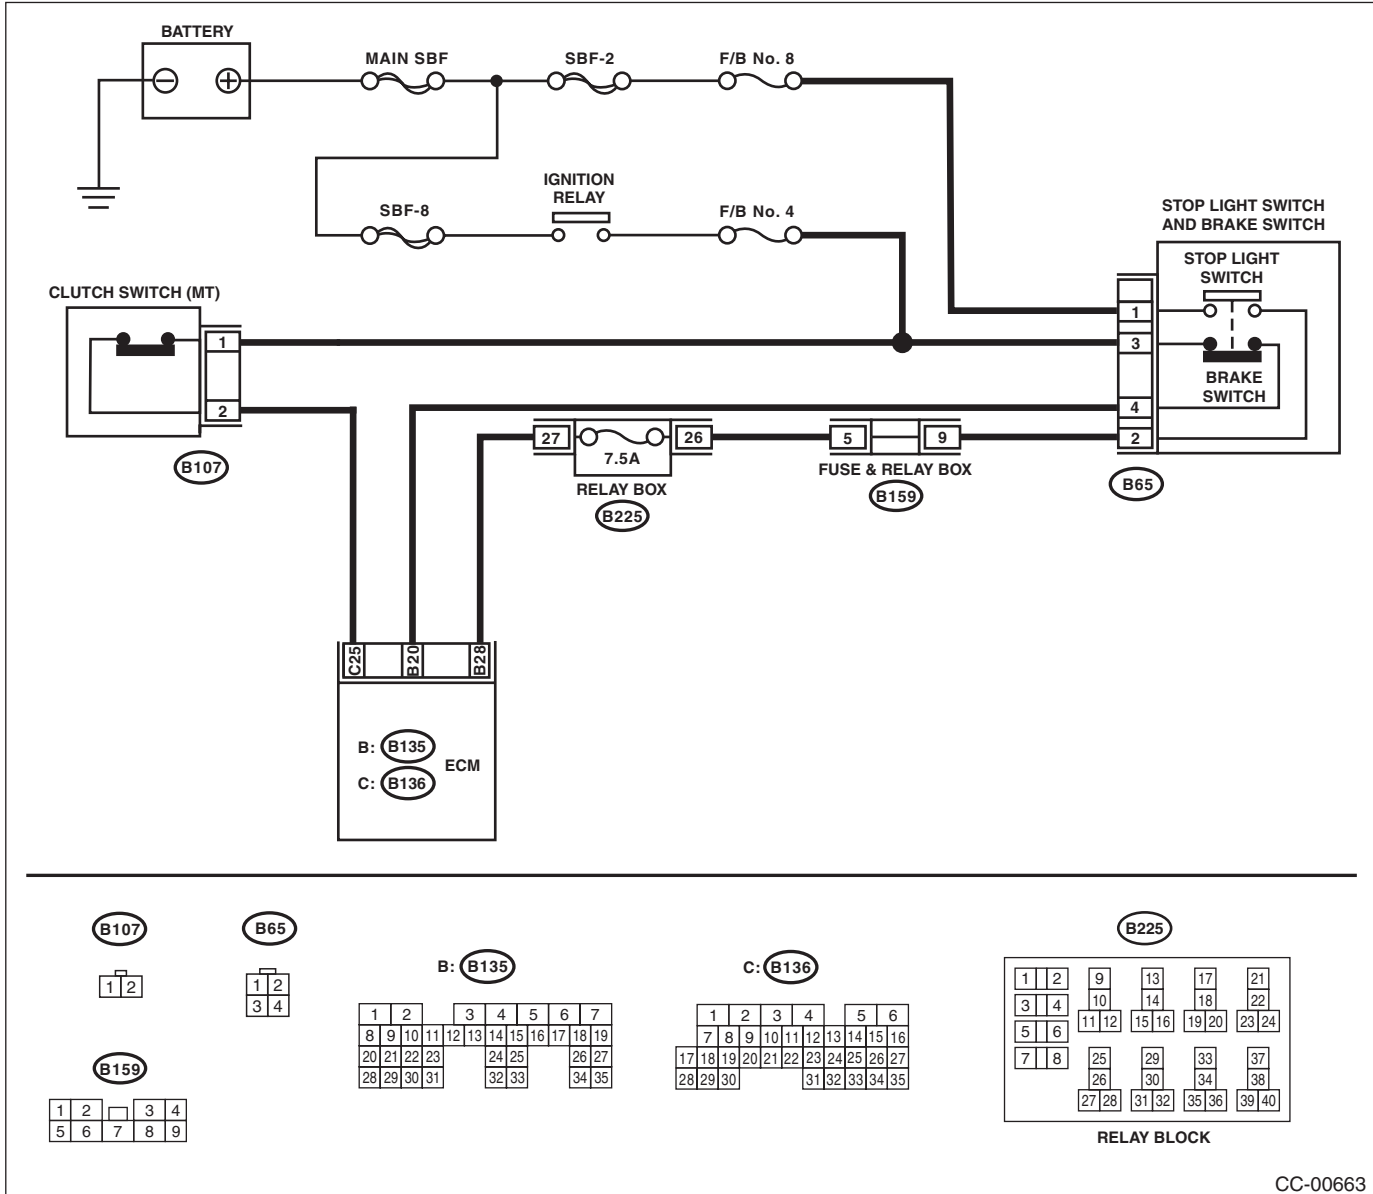 BATTERY
MAIN SBF
SBF-2
F/B No. 8
IGNITION
RELAY
SBF-8
F/B No. 4
STOP LIGHT SWITCH
AND BRAKE SWITCH
STOP LIGHT
SWITCH
CLUTCH SWITCH (MT)
1
1
3
BRAKE
SWITCH
2
4
27
26
5
9
2
7.5A
B107
RELAY BOX
B225
FUSE & RELAY BOX
B159
B65
C25
B20
B28
B: B135
ECM
C: B136
B107
B65
B: B135
C: B136
B225
1 2
1 2
3 4
B159
1 2 3 4
5 6 7 8 9
1 2 3 4 5 6 7
8 9 10 11 12 13 14 15 16 17 18 19
20 21 22 23 24 25 26 27
28 29 30 31 32 33 34 35
1 2 3 4 5 6
7 8 9 10 11 12 13 14 15 16
17 18 19 20 21 22 23 24 25 26 27
28 29 30 31 32 33 34 35
1 2 9 13 17 21
3 4 10 14 18 22
5 6 11 12 15 16 19 20 23 24
7 8 25 29 33 37
26 30 34 38
27 28 31 32 35 36 39 40
RELAY BLOCK
CC-00663